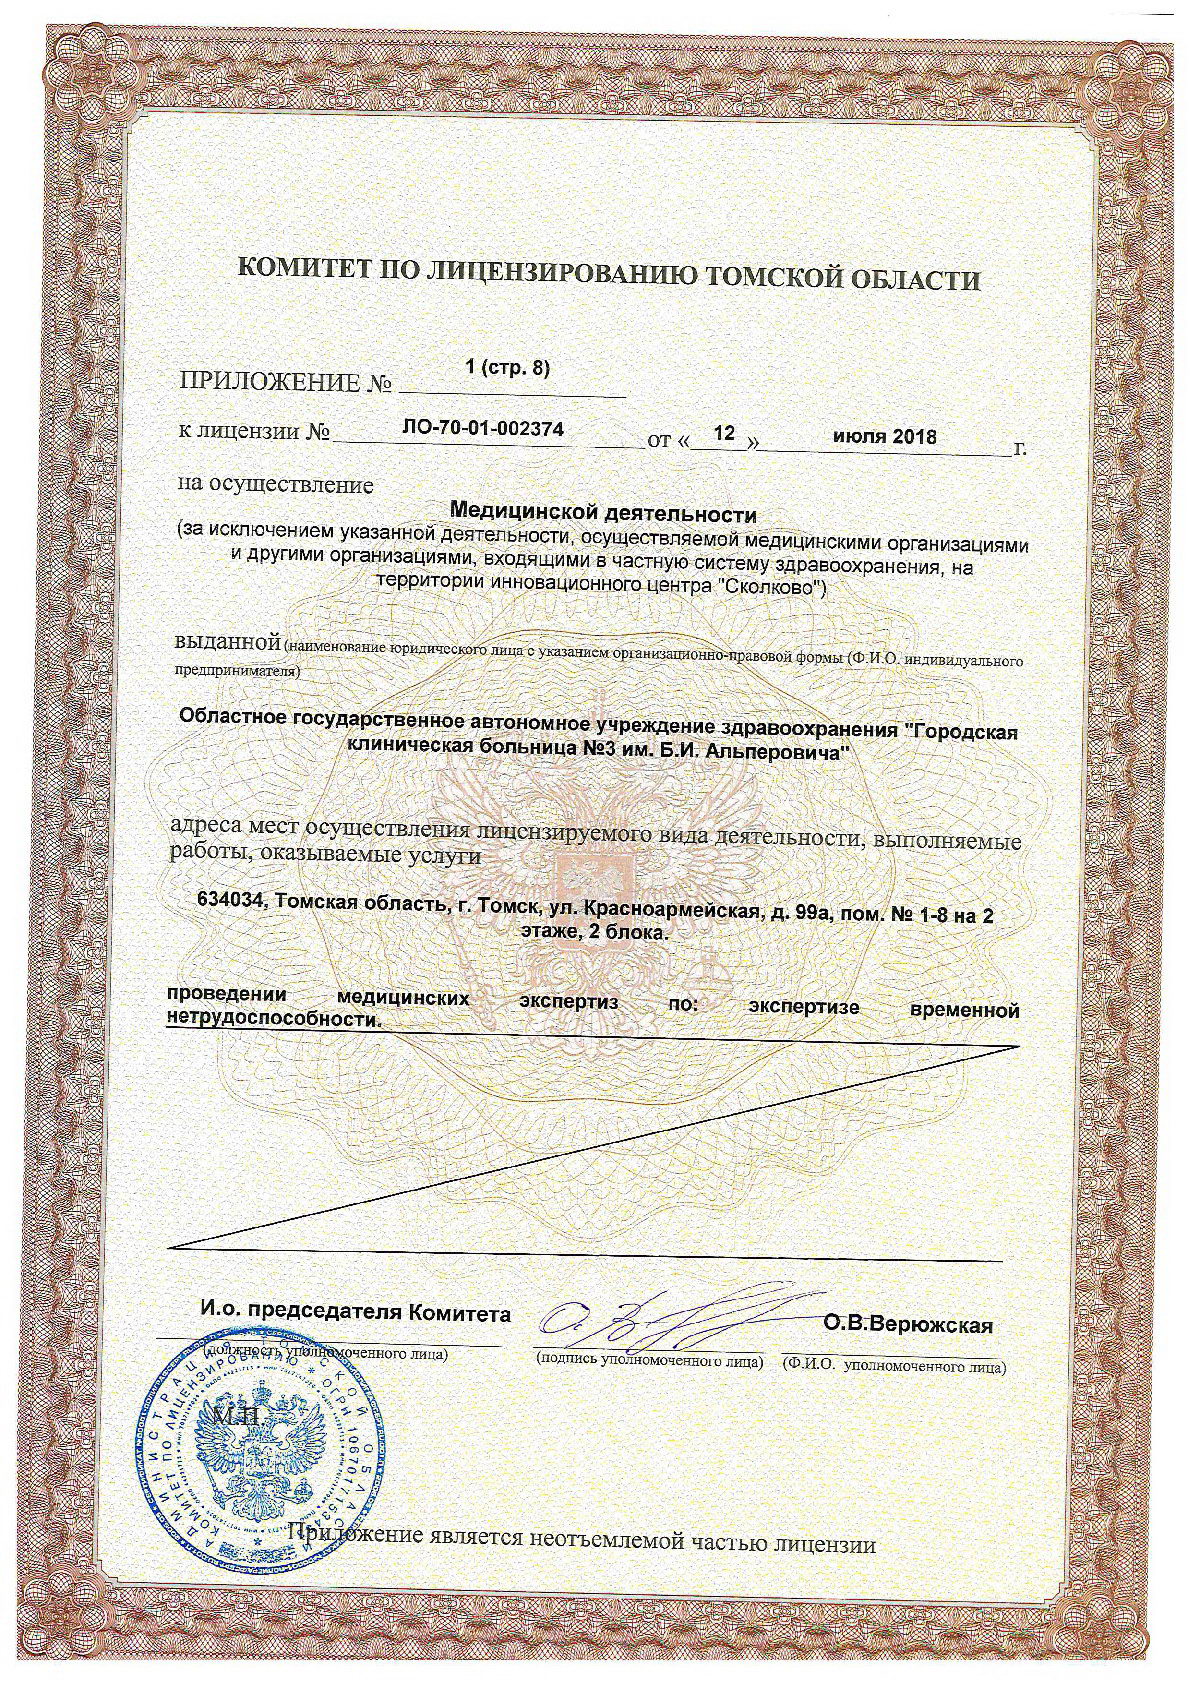 КОМИТЕТ ПО ЛИЦЕНЗИРОВАНИЮ ТОМСКОЙ ОБЛАСТИ
ПРИЛОЖЕНИЕ № 1 (стр. 8)
к лицензии № ЛО-70-01-002374 от « 12 » июля 2018 г.
на осуществление
Медицинской деятельности
(за исключением указанной деятельности, осуществляемой медицинскими организациями
и другими организациями, входящими в частную систему здравоохранения, на
территории инновационного центра "Сколково")
выданной (наименование юридического лица с указанием организационно-правовой формы (Ф.И.О. индивидуального
предпринимателя)
Областное государственное автономное учреждение здравоохранения "Городская
клиническая больница №3 им. Б.И. Альперовича"
адреса мест осуществления лицензируемого вида деятельности, выполняемые
работы, оказываемые услуги
634034, Томская область, г. Томск, ул. Красноармейская, д. 99а, пом. № 1-8 на 2
этаже, 2 блока.
проведении медицинских экспертиз по: экспертизе временной
нетрудоспособности.
И.о. председателя Комитета
О.В.Верюжская
(должность уполномоченного лица)
(подпись уполномоченного лица)
(Ф.И.О. уполномоченного лица)
М.П.
АДМИНИСТРАЦИЯ ТОМСКОЙ ОБЛАСТИ
КОМИТЕТ ПО ЛИЦЕНЗИРОВАНИЮ * ОГРН
Приложение является неотъемлемой частью лицензии